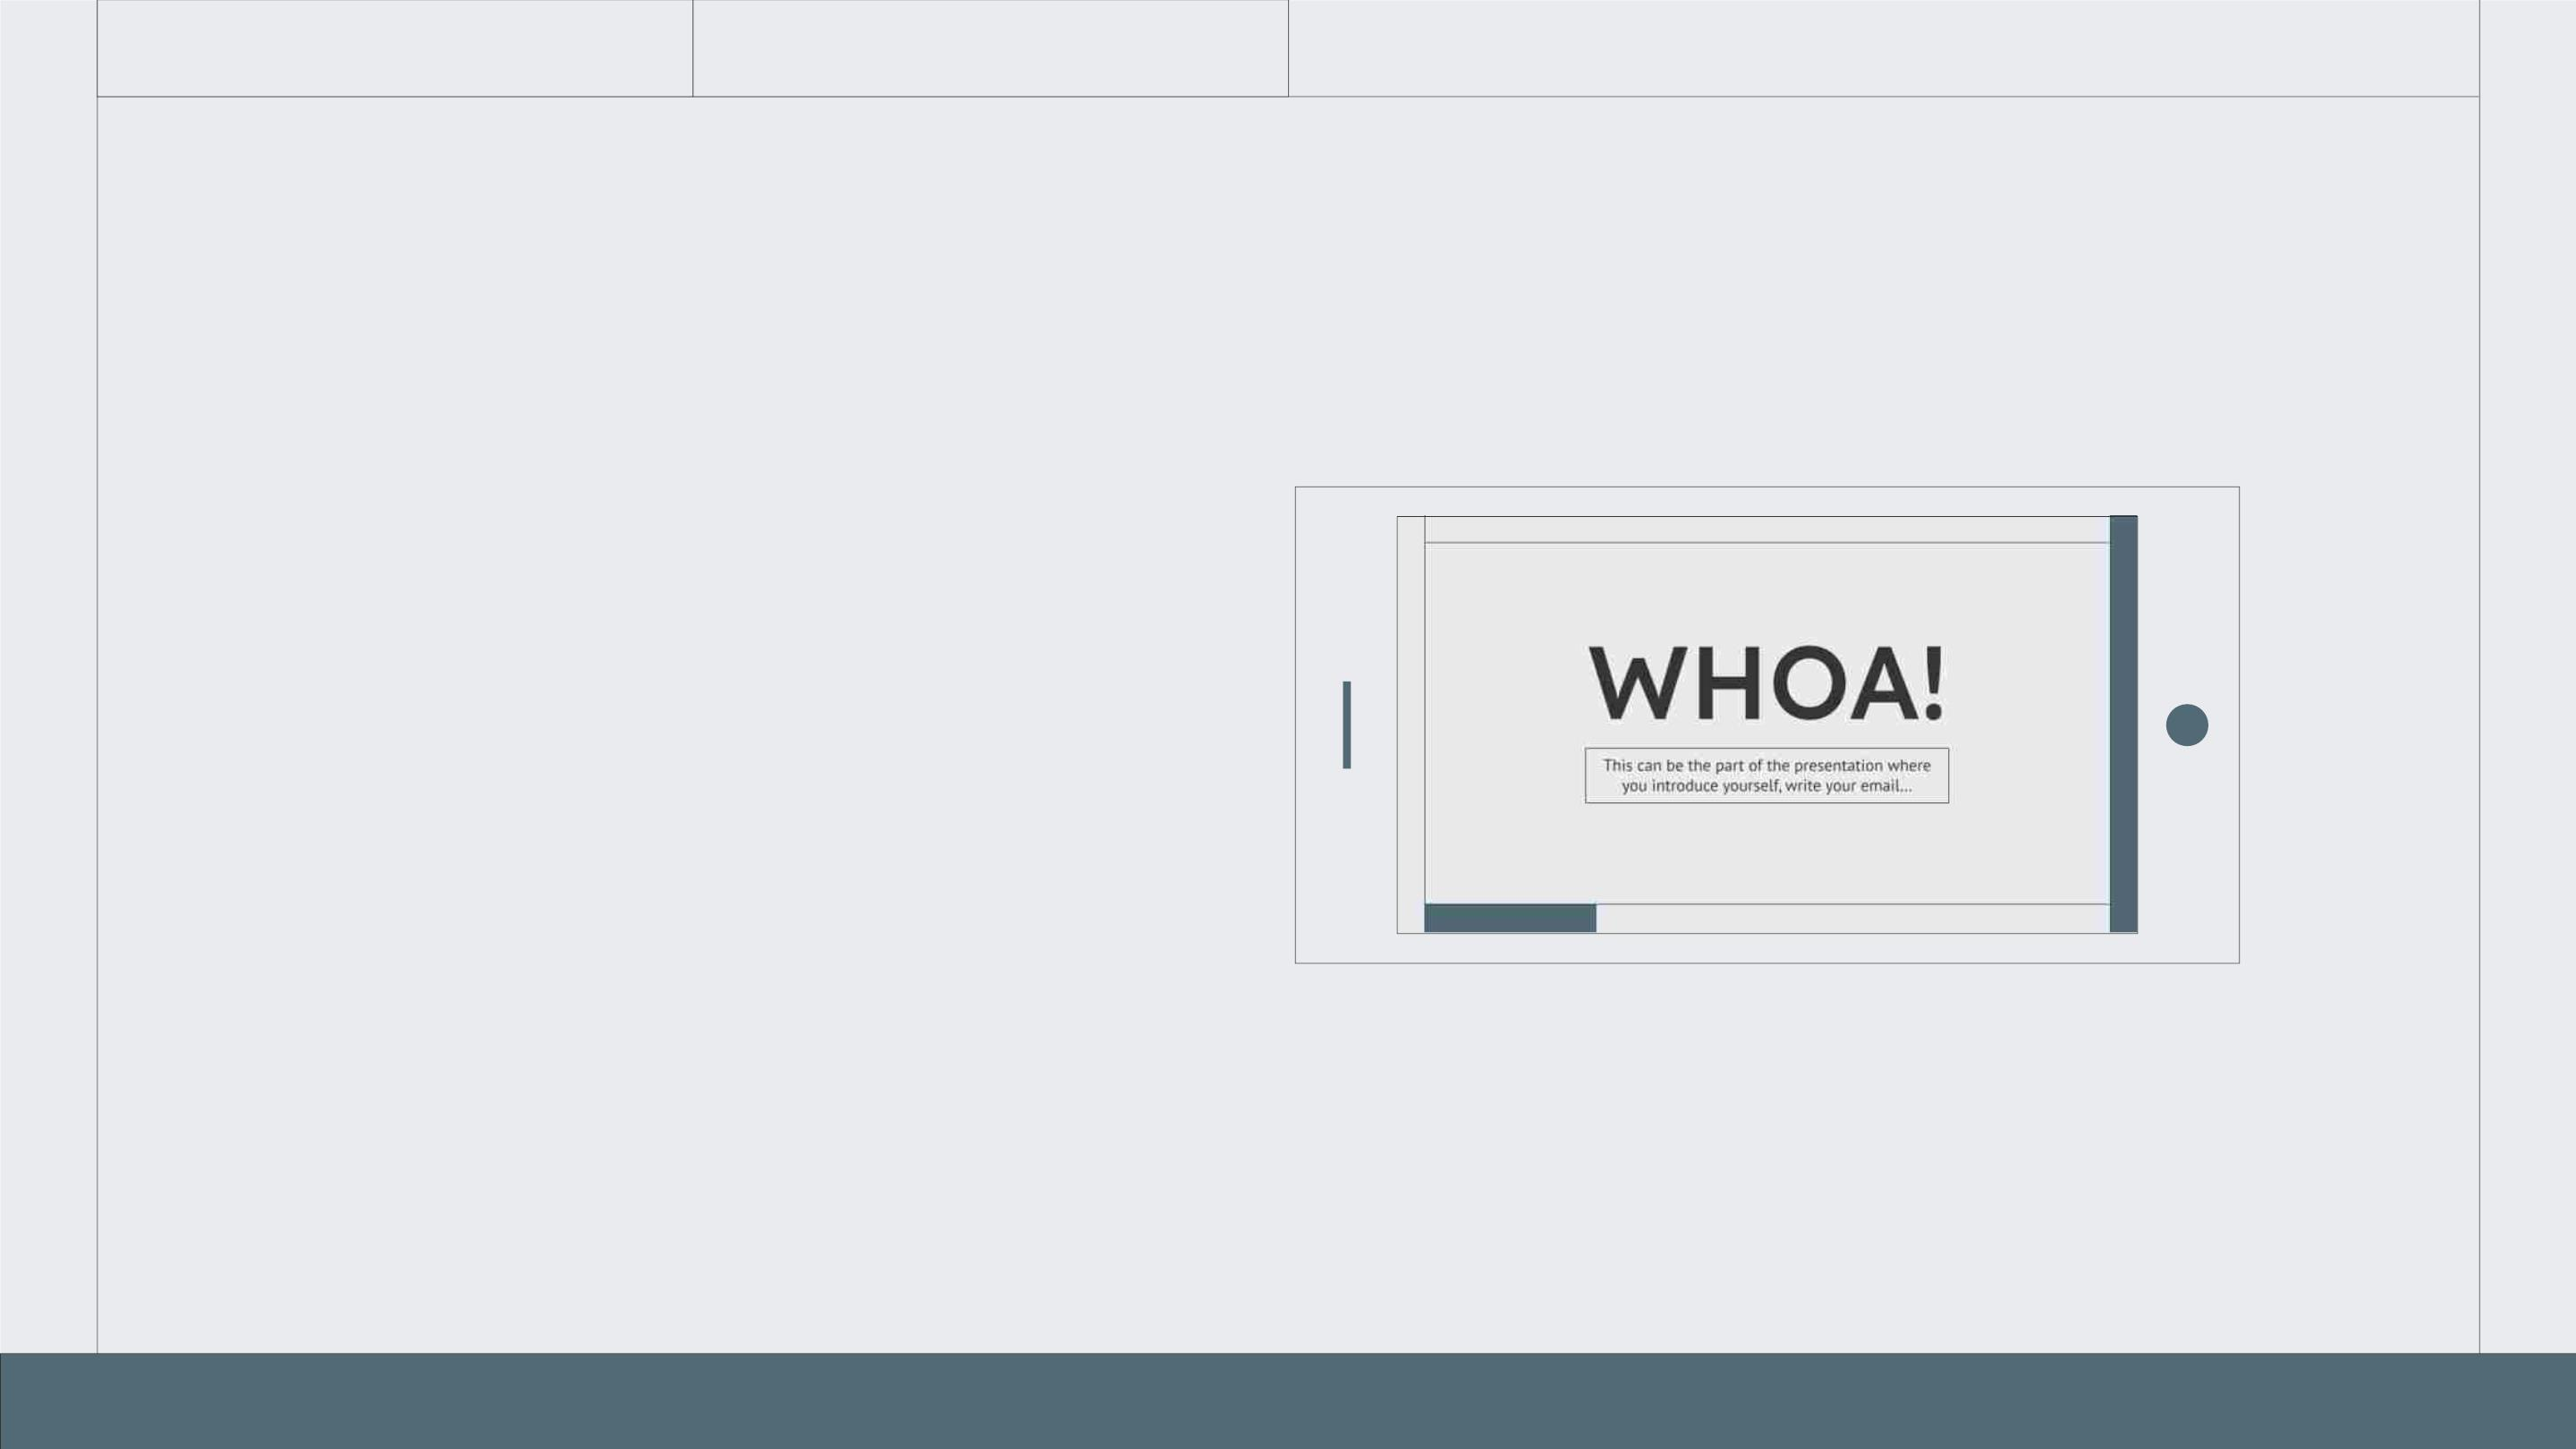 WHOA!
This can be the part of the presentation where
you introduce yourself, write your email...